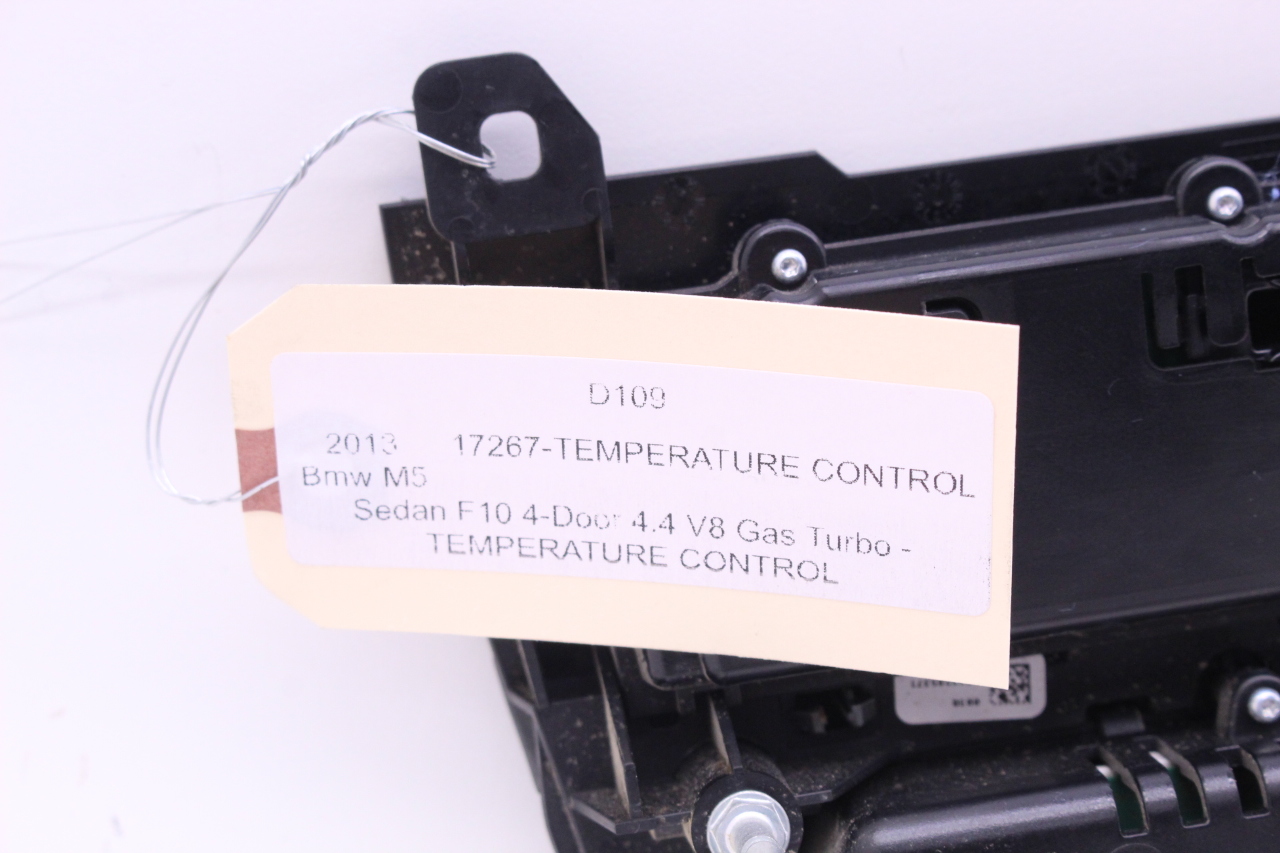 D109
2013 17267-TEMPERATURE CONTROL
Bmw M5
Sedan F10 4-Door 4.4 V8 Gas Turbo -
TEMPERATURE CONTROL